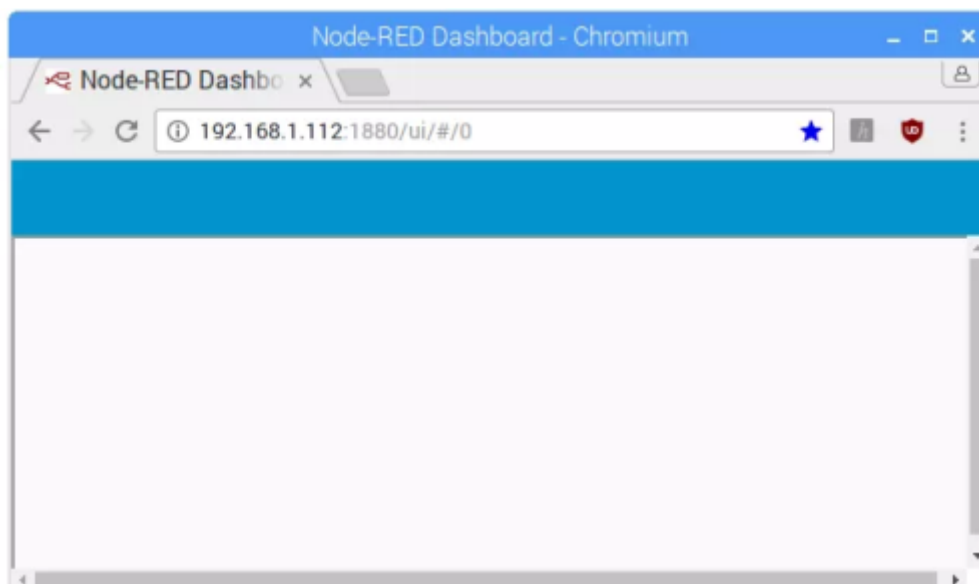 Node-RED Dashboard - Chromium
Node-RED Dashbo
192.168.1.112:1880/ui/#/0